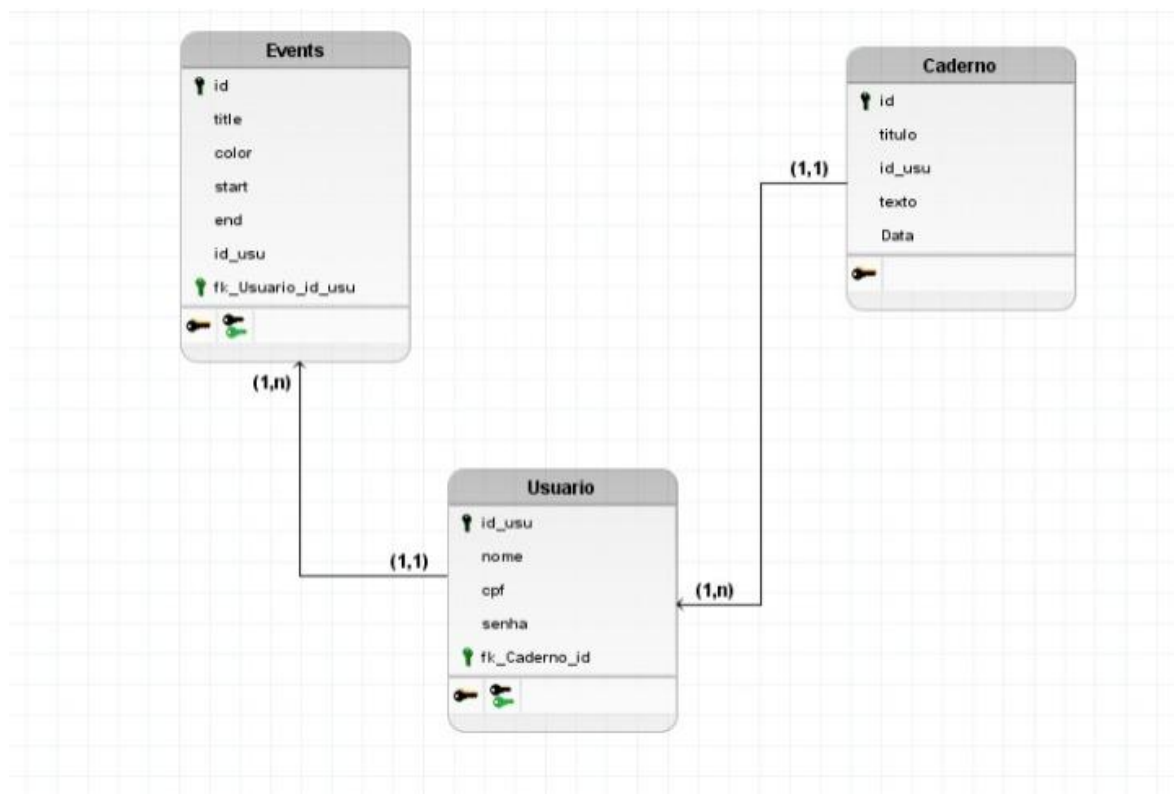 Events
id
title
color
start
end
id_usu
fk_Usuario_id_usu
(1,n)
Caderno
id
titulo
id_usu
texto
Data
(1,1)
Usuario
id_usu
nome
cpf
senha
fk_Caderno_id
(1,1)
(1,n)